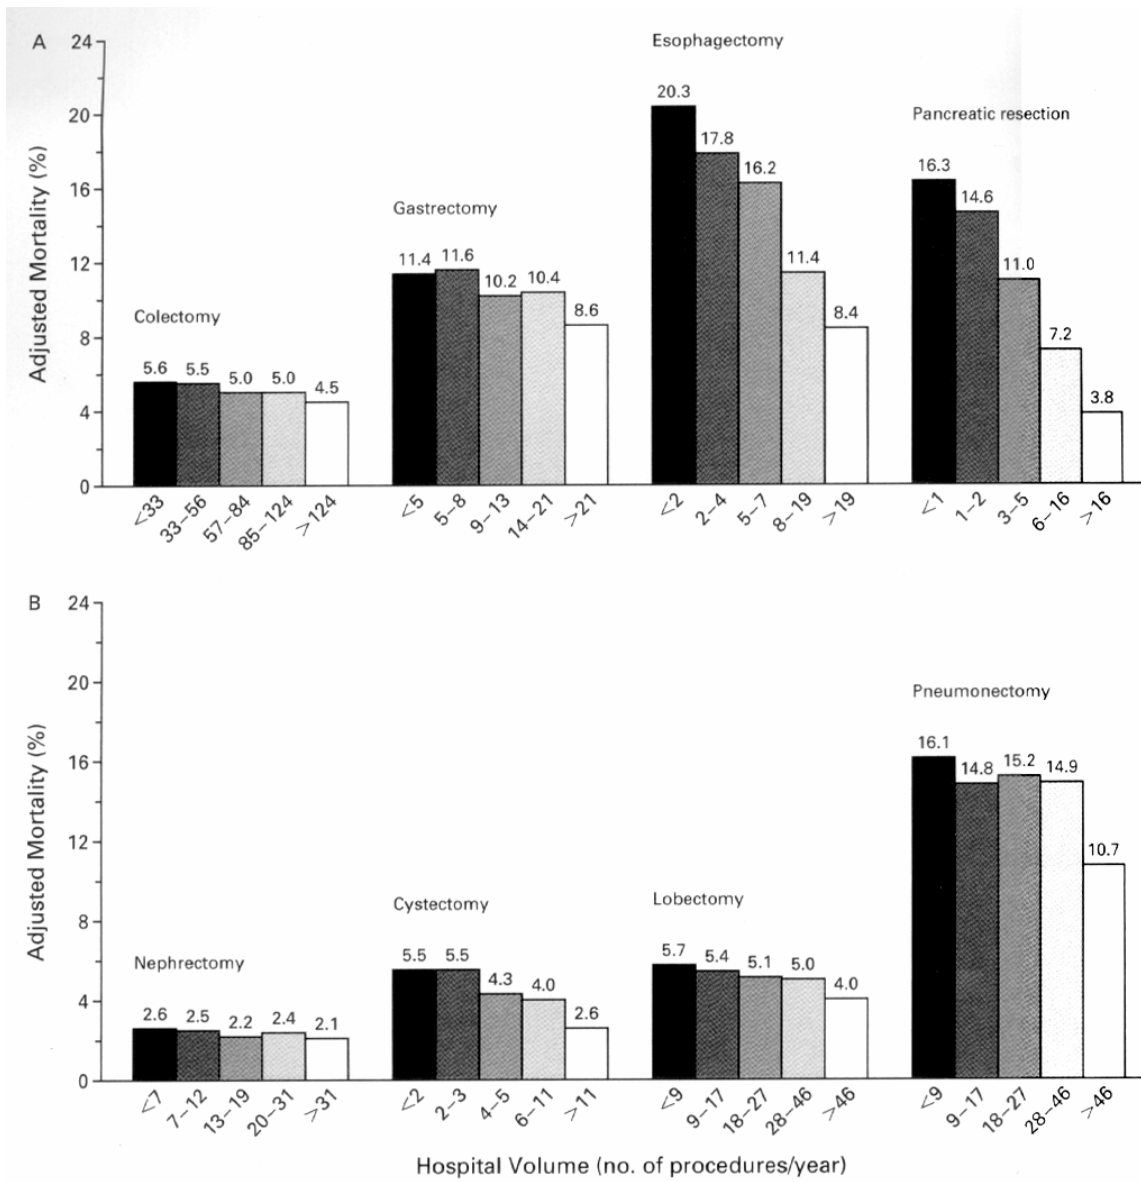 A
24
20
16
12
8
4
0
Adjusted Mortality (%)
Colectomy
5.6 5.5 5.0 5.0 4.5
<33 33–56 57–84 85–124 >124
Gastrectomy
11.4 11.6 10.2 10.4 8.6
<5 5–8 9–13 14–21 >21
Esophagectomy
20.3 17.8 16.2 11.4 8.4
<2 2–4 5–7 8–19 >19
Pancreatic resection
16.3 14.6 11.0 7.2 3.8
<1 1–2 3–5 6–16 >16
B
24
20
16
12
8
4
0
Adjusted Mortality (%)
Nephrectomy
2.6 2.5 2.2 2.4 2.1
<7 7–12 13–19 20–31 >31
Cystectomy
5.5 5.5 4.3 4.0 2.6
<2 2–3 4–5 6–11 >11
Lobectomy
5.7 5.4 5.1 5.0 4.0
<9 9–17 18–27 28–46 >46
Pneumonectomy
16.1 14.8 15.2 14.9 10.7
<9 9–17 18–27 28–46 >46
Hospital Volume (no. of procedures/year)